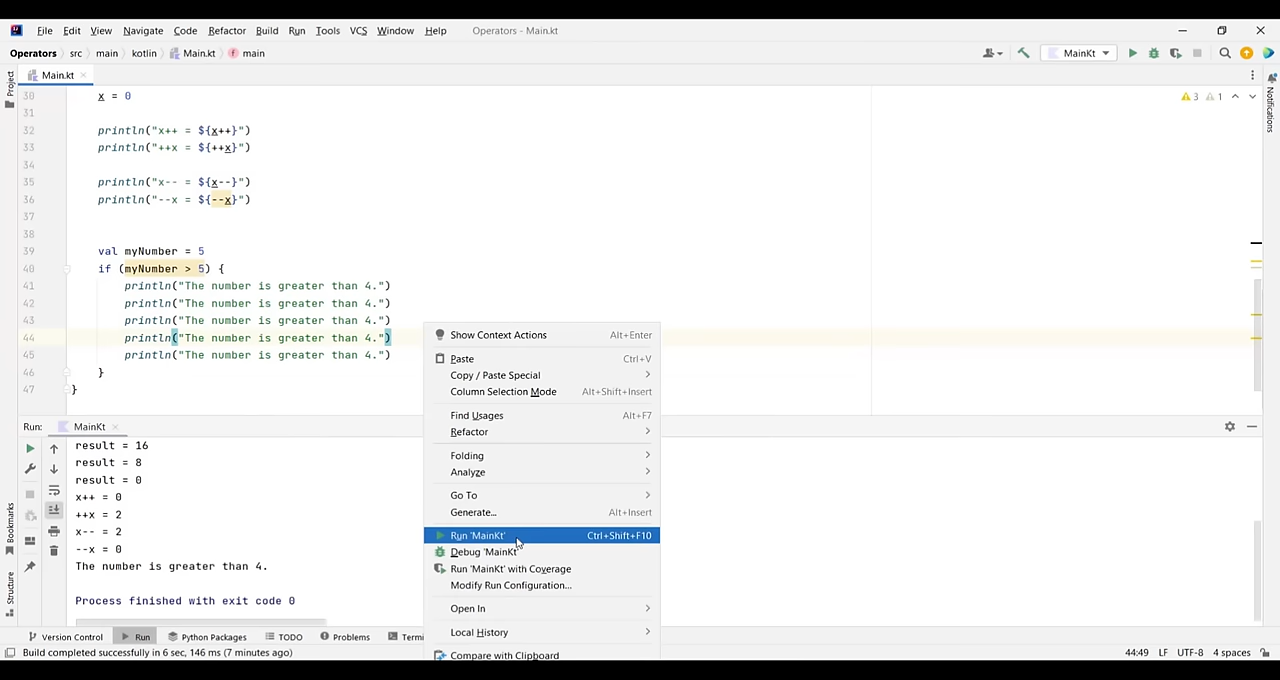 File Edit View Navigate Code Refactor Build Run Tools VCS Window Help Operators - Main.kt
Operators src main kotlin Main.kt main MainKt
Project
Main.kt
Notifications
30 x = 0
3 1
31
32 println("x++ = ${x++}")
33 println("++x = ${++x}")
34
35 println("x-- = ${x--}")
36 println("--x = ${--x}")
37
38
39 val myNumber = 5
40 if (myNumber > 5) {
41 println("The number is greater than 4.")
42 println("The number is greater than 4.")
43 println("The number is greater than 4.")
44 println("The number is greater than 4.")
45 println("The number is greater than 4.")
46 }
47 }
Show Context Actions Alt+Enter
Paste Ctrl+V
Copy / Paste Special
Column Selection Mode Alt+Shift+Insert
Find Usages Alt+F7
Refactor
Folding
Analyze
Go To
Generate... Alt+Insert
Run 'MainKt' Ctrl+Shift+F10
Debug 'MainKt'
Run 'MainKt' with Coverage
Modify Run Configuration...
Open In
Local History
Compare with Clipboard
Run: MainKt
result = 16
result = 8
result = 0
x++ = 0
++x = 2
x-- = 2
--x = 0
The number is greater than 4.
Process finished with exit code 0
Bookmarks
Structure
Version Control Run Python Packages TODO Problems Termi
Build completed successfully in 6 sec, 146 ms (7 minutes ago) 44:49 LF UTF-8 4 spaces